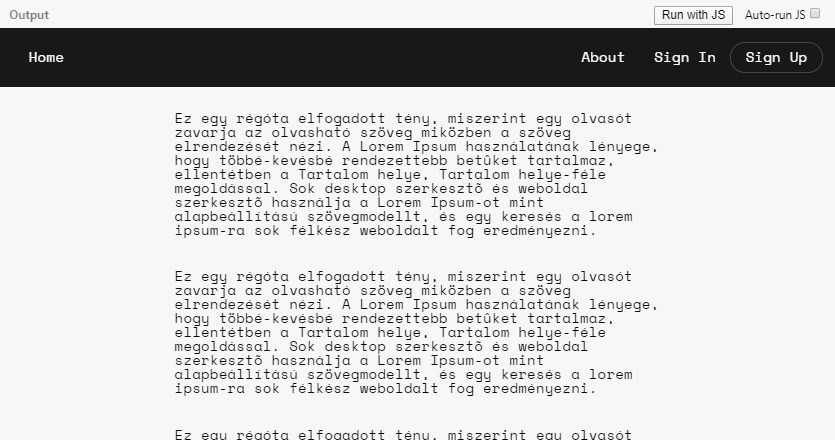 Output Run with JS Auto-run JS
Home About Sign In Sign Up
Ez egy régóta elfogadott tény, miszerint egy olvasót
zavarja az olvasható szöveg miközben a szöveg
elrendezését nézi. A Lorem Ipsum használatának lényege,
hogy többé-kevésbé rendezettebb betûket tartalmaz,
ellentétben a Tartalom helye, Tartalom helye-féle
megoldással. Sok desktop szerkesztõ és weboldal
szerkesztõ használja a Lorem Ipsum-ot mint
alapbeállítású szövegmodellt, és egy keresés a lorem
ipsum-ra sok félkész weboldalt fog eredményezni.
Ez egy régóta elfogadott tény, miszerint egy olvasót
zavarja az olvasható szöveg miközben a szöveg
elrendezését nézi. A Lorem Ipsum használatának lényege,
hogy többé-kevésbé rendezettebb betûket tartalmaz,
ellentétben a Tartalom helye, Tartalom helye-féle
megoldással. Sok desktop szerkesztõ és weboldal
szerkesztõ használja a Lorem Ipsum-ot mint
alapbeállítású szövegmodellt, és egy keresés a lorem
ipsum-ra sok félkész weboldalt fog eredményezni.
Ez egy régóta elfogadott tény, miszerint egy olvasót